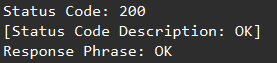 Status Code: 200
[Status Code Description: OK]
Response Phrase: OK